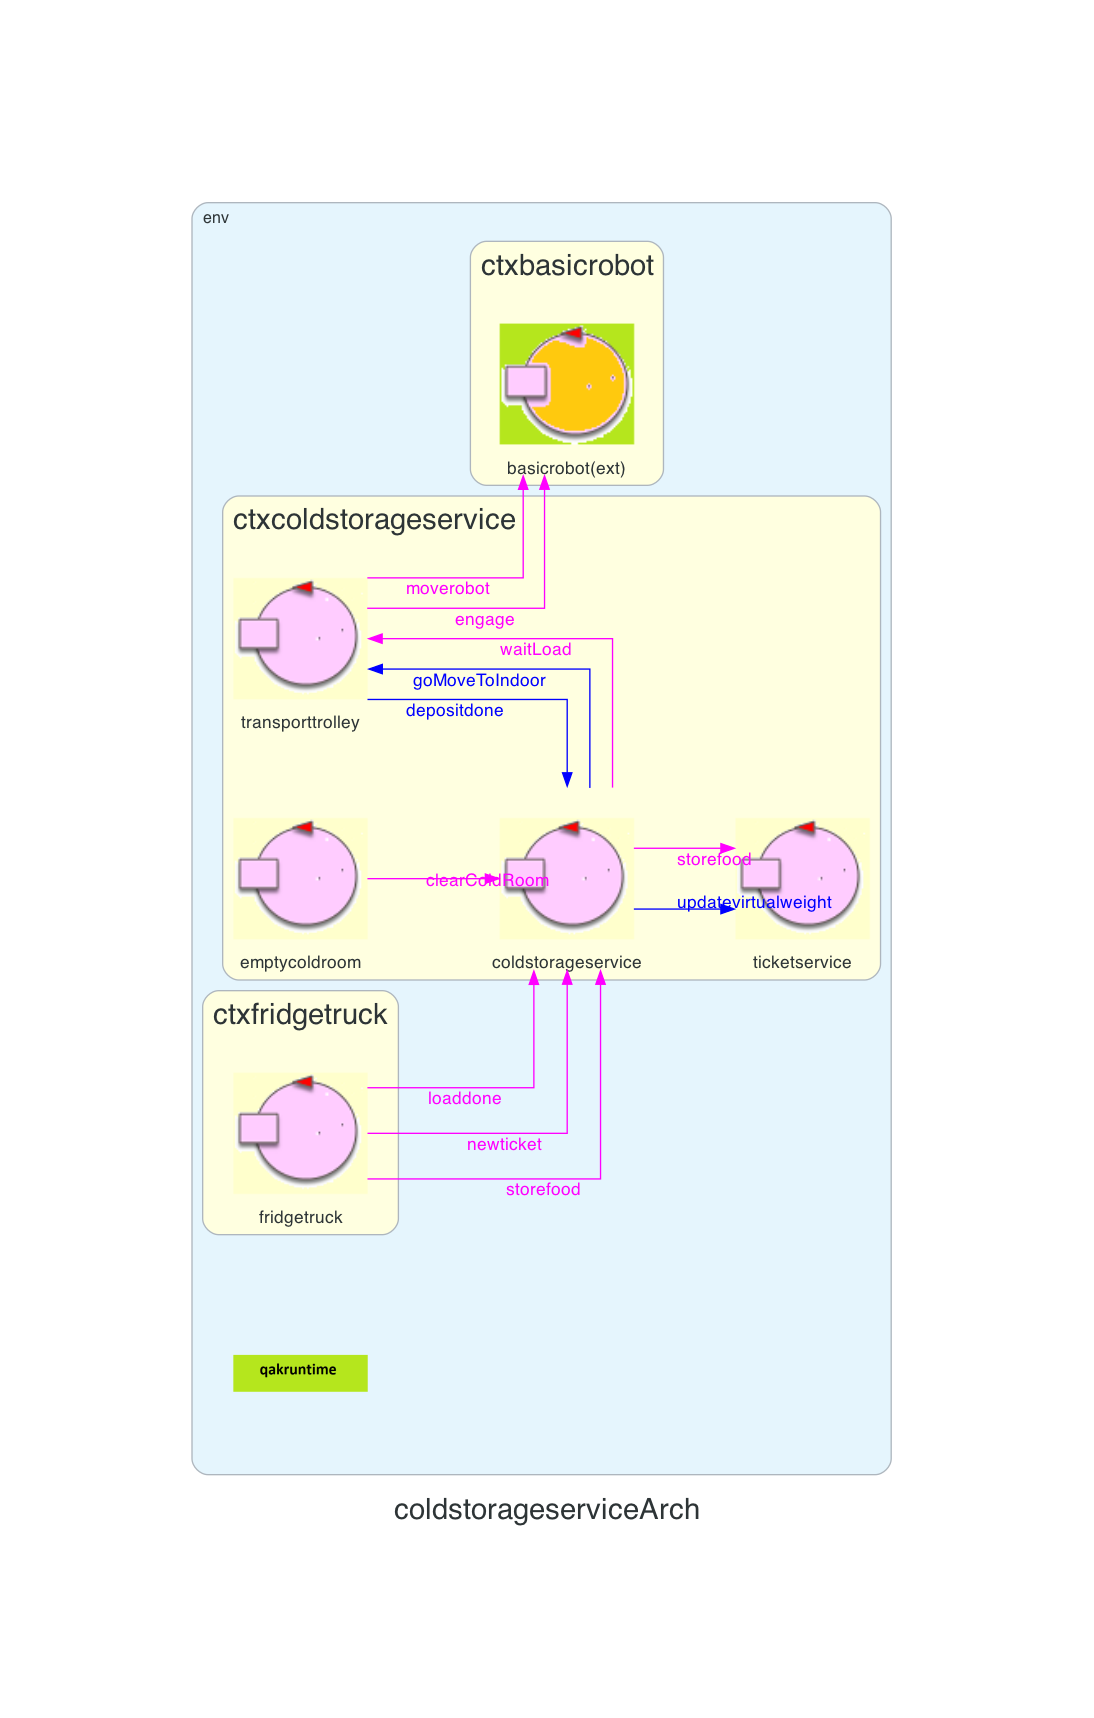 env
ctxbasicrobot
basicrobot(ext)
ctxcoldstorageservice
moverobot
engage
waitLoad
goMoveToIndoor
depositdone
transporttrolley
storefood
clearColdRoom
updatevirtualweight
emptycoldroom
coldstorageservice
ticketservice
ctxfridgetruck
loaddone
newticket
storefood
fridgetruck
qakruntime
coldstorageserviceArch